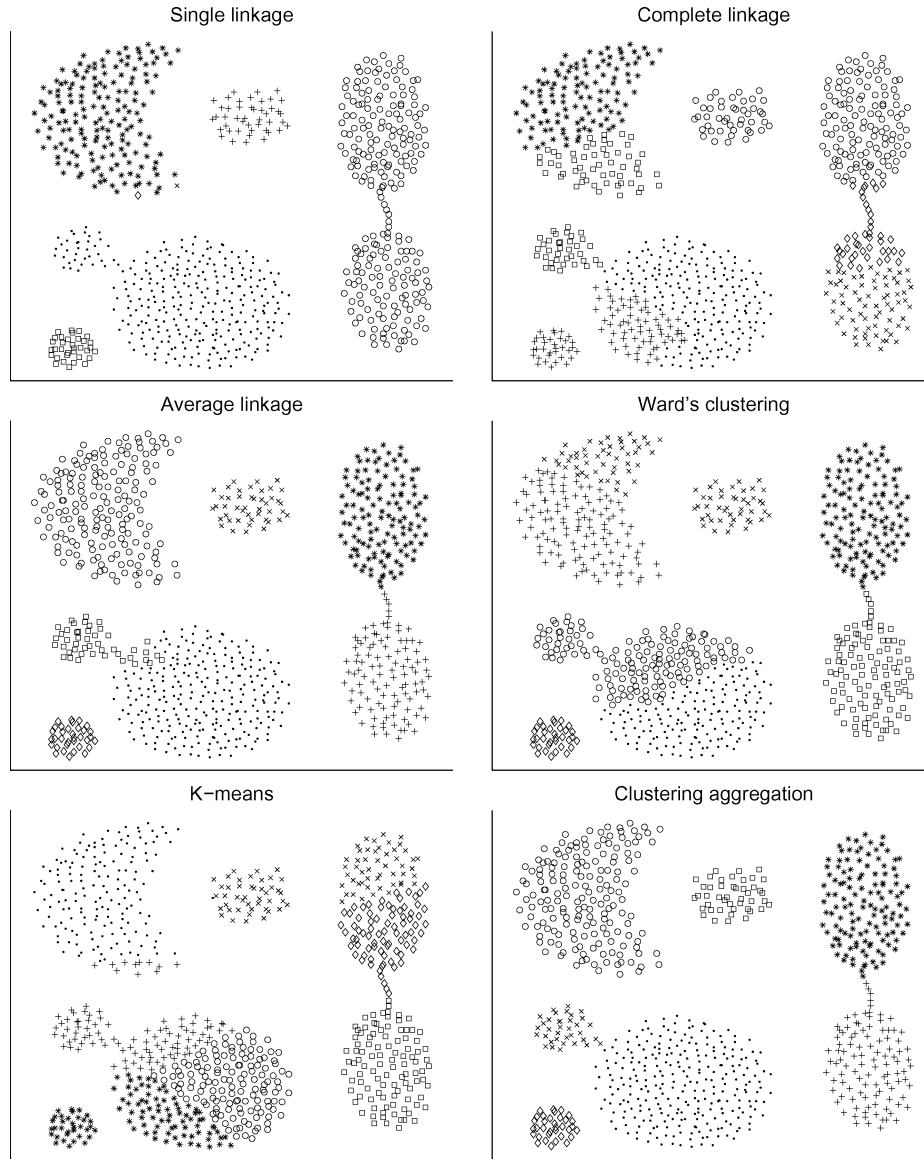 Single linkage
Complete linkage
Average linkage
Ward's clustering
K−means
Clustering aggregation